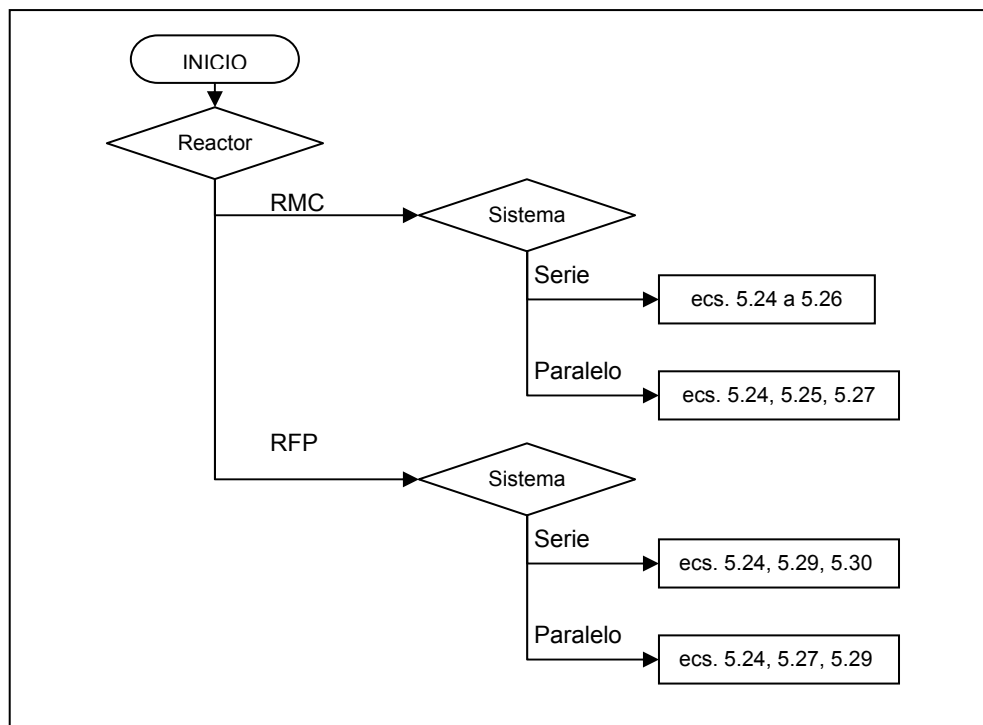 INICIO
Reactor
RMC
Sistema
Serie
ecs. 5.24 a 5.26
Paralelo
ecs. 5.24, 5.25, 5.27
RFP
Sistema
Serie
ecs. 5.24, 5.29, 5.30
Paralelo
ecs. 5.24, 5.27, 5.29